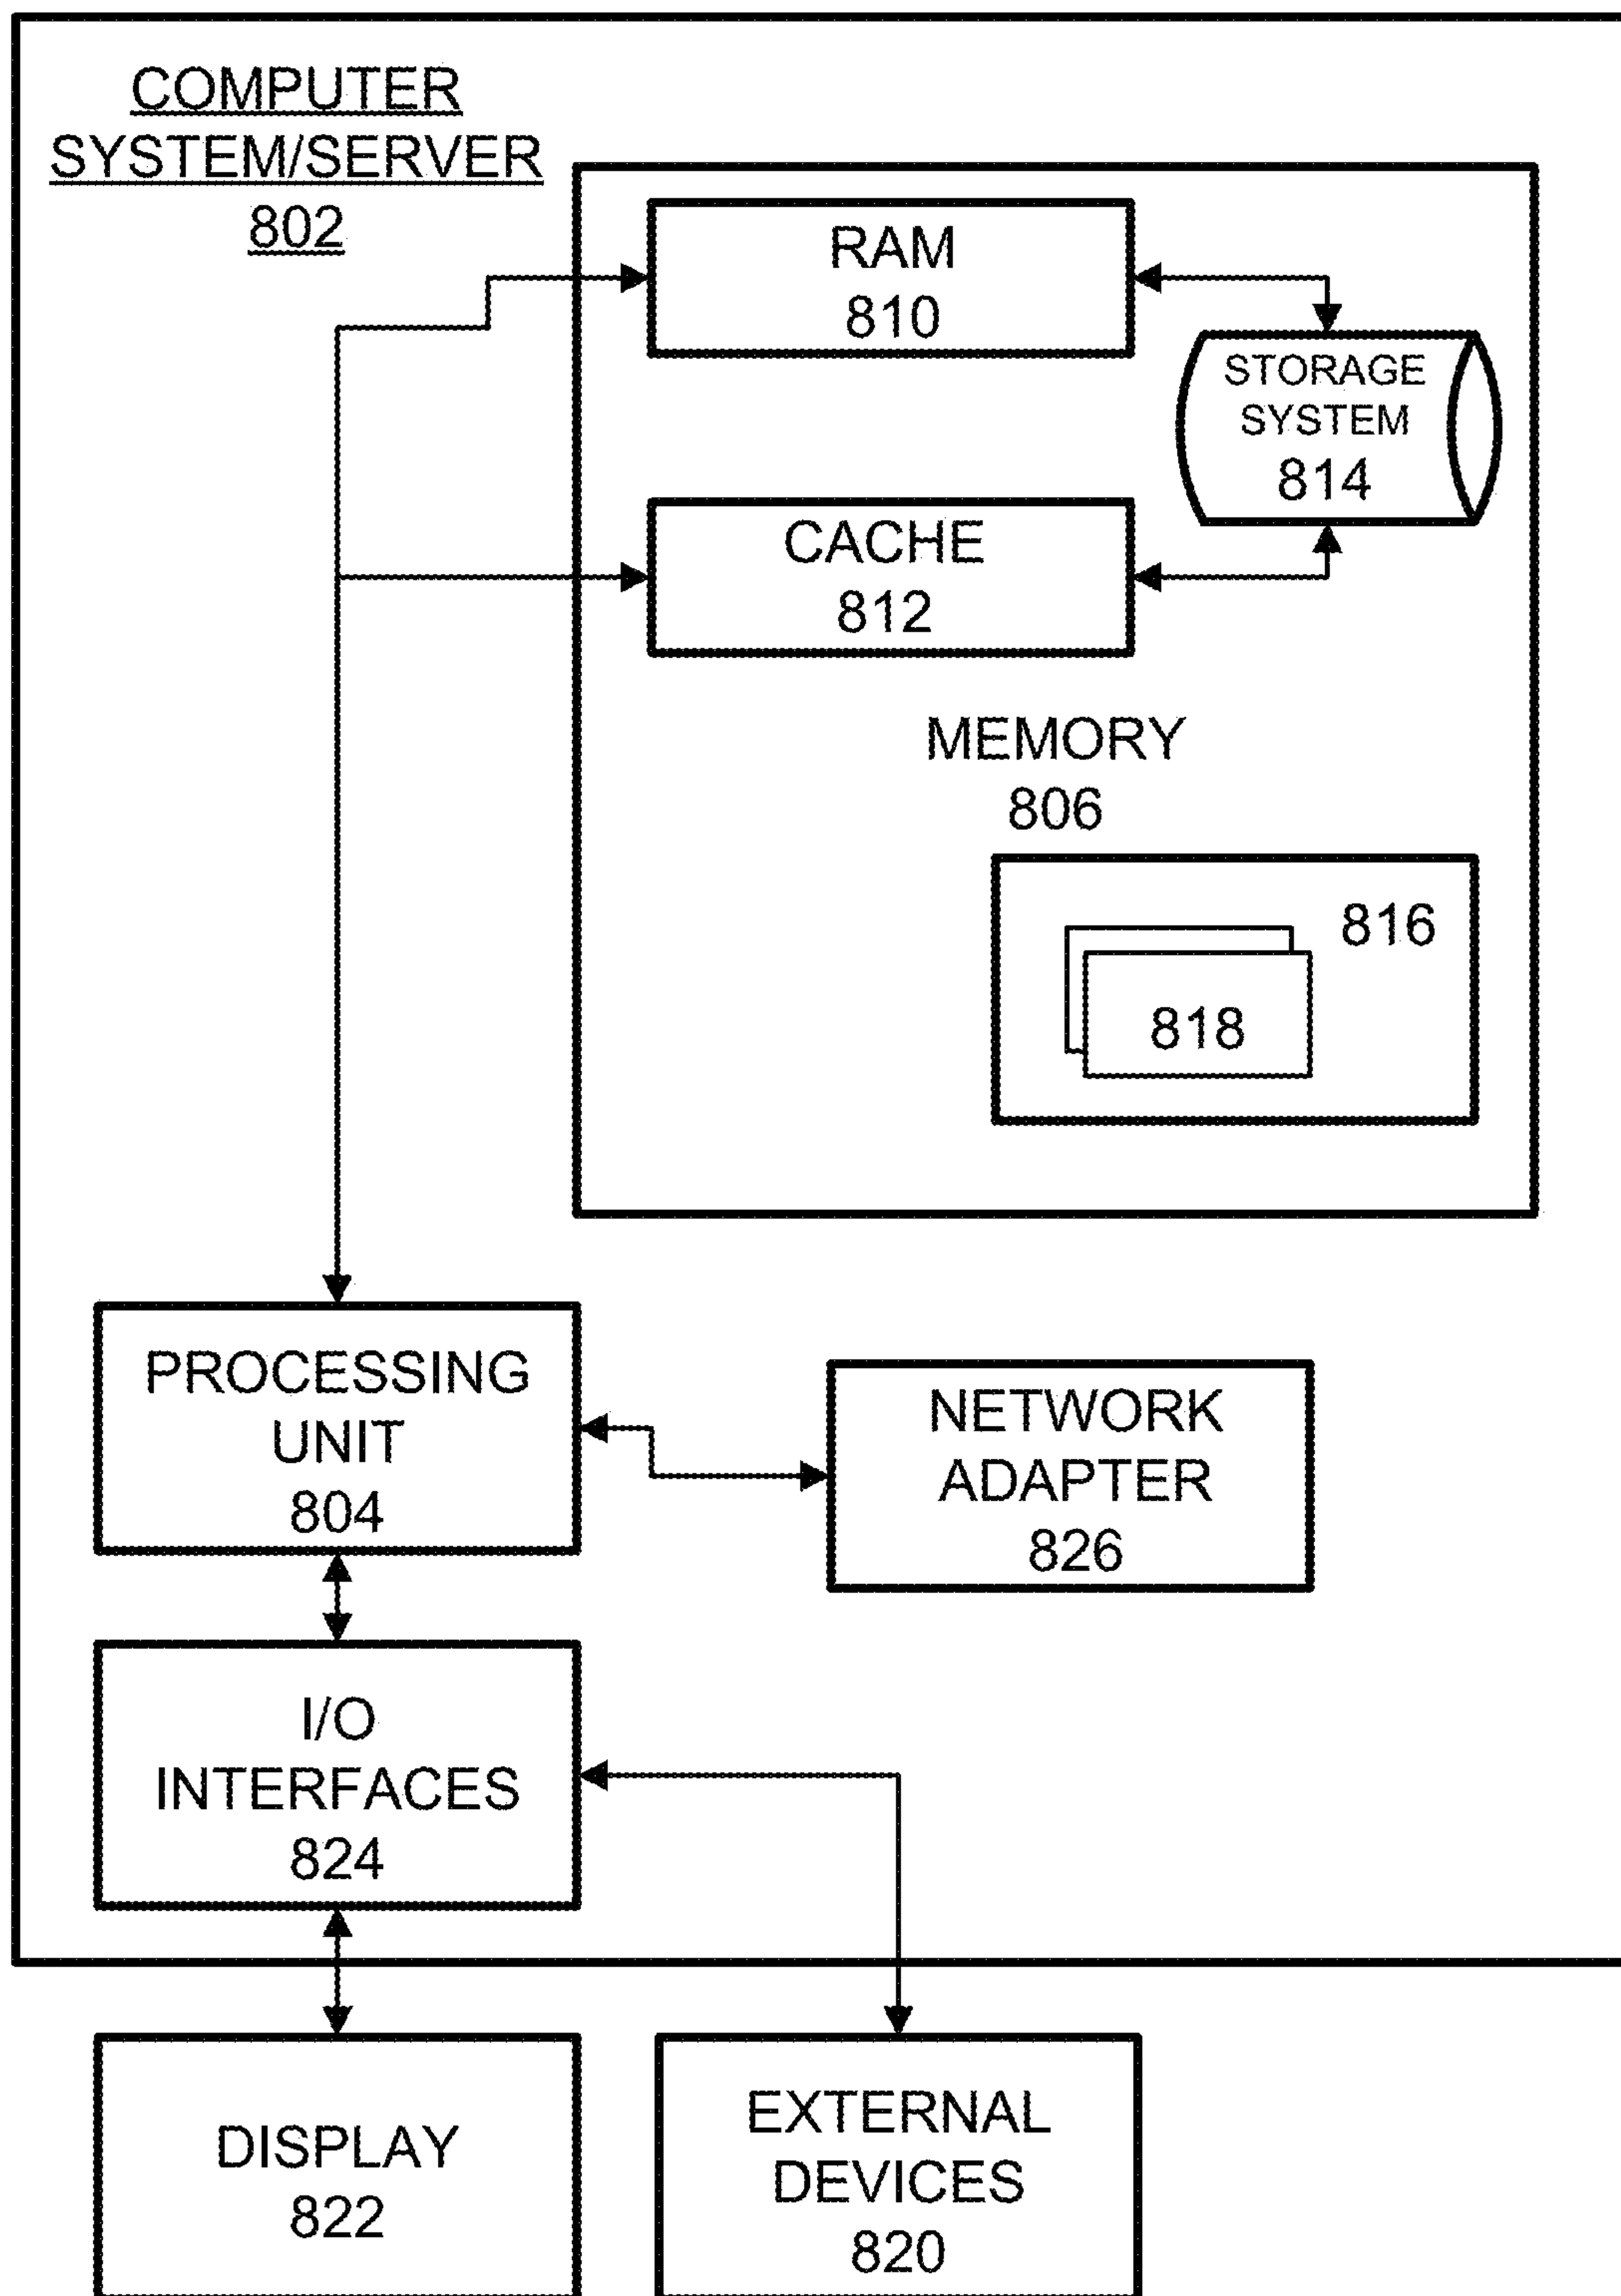 COMPUTER
SYSTEM/SERVER
802
RAM
810
STORAGE
SYSTEM
814
CACHE
812
MEMORY
806
816
818
PROCESSING
UNIT
804
NETWORK
ADAPTER
826
I/O
INTERFACES
824
DISPLAY
822
EXTERNAL
DEVICES
820